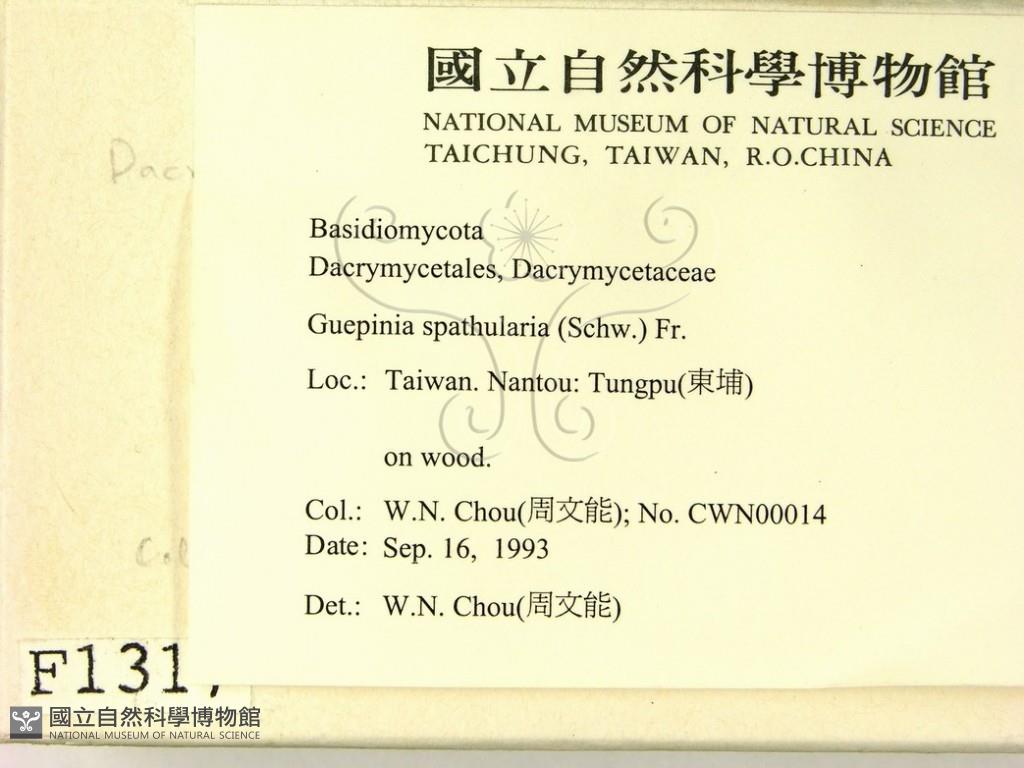 國立自然科學博物館
NATIONAL MUSEUM OF NATURAL SCIENCE
TAICHUNG, TAIWAN, R.O.CHINA
Basidiomycota
Dacrymycetales, Dacrymycetaceae
Guepinia spathularia (Schw.) Fr.
Loc.: Taiwan. Nantou: Tungpu(東埔)
on wood.
Col.: W.N. Chou(周文能); No. CWN00014
Date: Sep. 16, 1993
Det.: W.N. Chou(周文能)
Dacr
Col
F131
國立自然科學博物館
NATIONAL MUSEUM OF NATURAL SCIENCE